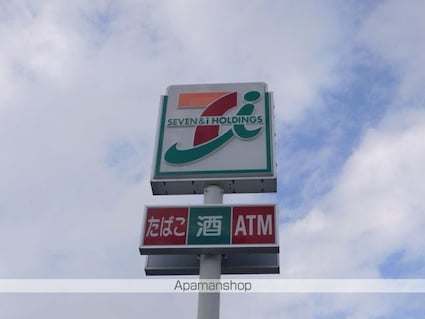 SEVEN & i HOLDINGS
たばこ 酒 ATM
Apamanshop